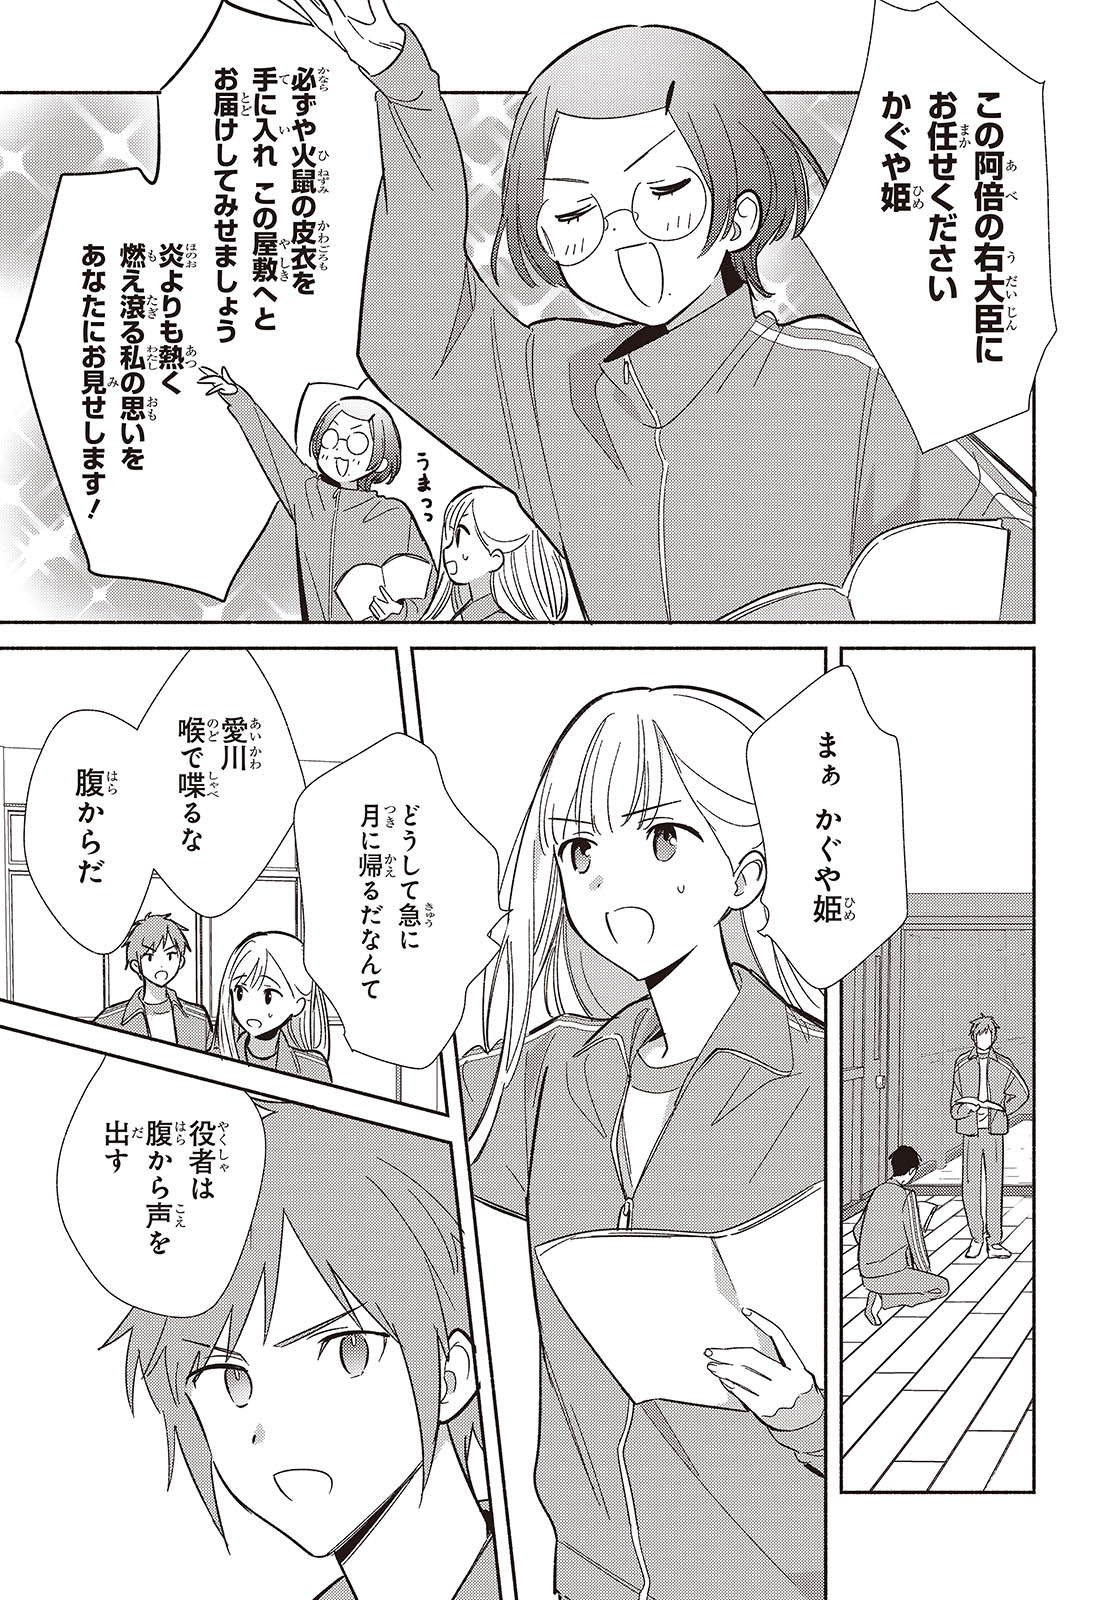 この阿倍の右大臣に
お任せください
かぐや姫
必ずや火鼠の皮衣を
手に入れ この屋敷へと
お届けしてみせましょう
炎よりも熱く
燃え滾る私の思いを
あなたにお見せします!
うまっっ
まぁ かぐや姫
どうして急に
月に帰るだなんて
愛川
喉で喋るな
腹からだ
役者は
腹から声を
出す